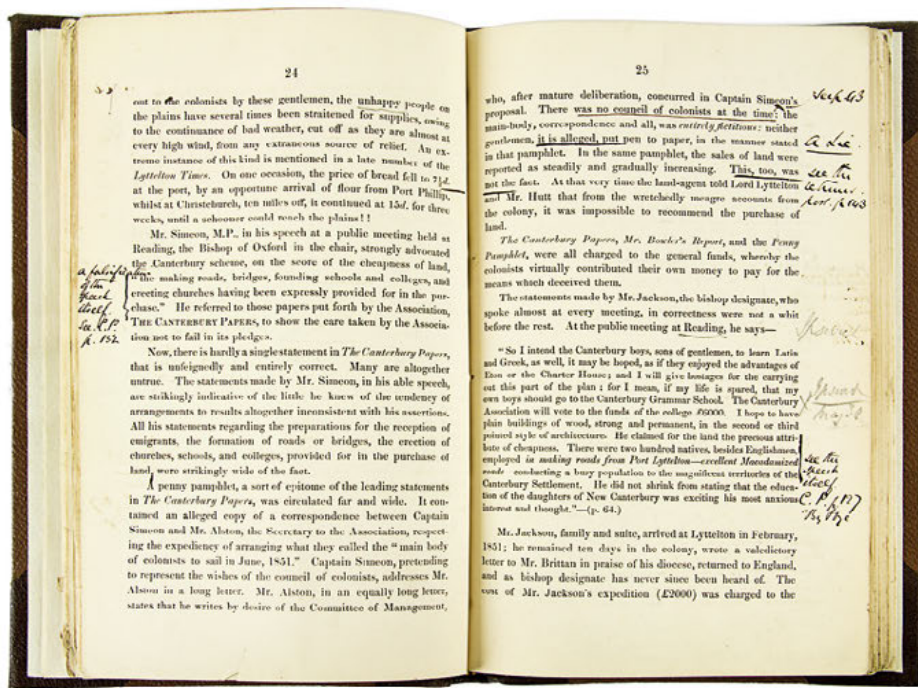 24
out to the colonists by these gentlemen, the unhappy people on
the plains have several times been straitened for supplies, owing
to the continuance of bad weather, cut off as they are almost at
every high wind, from any extraneous source of relief. An ex-
treme instance of this kind is mentioned in a late number of the
Lyttelton Times. On one occasion, the price of bread fell to 7½d.
at the port, by an opportune arrival of flour from Port Phillip,
whilst at Christchurch, ten miles off, it continued at 15d. for three
weeks, until a schooner could reach the plains!!
Mr. Simeon, M.P., in his speech at a public meeting held at
Reading, the Bishop of Oxford in the chair, strongly advocated
the Canterbury scheme, on the score of the cheapness of land,
"the making roads, bridges, founding schools and colleges, and
erecting churches having been expressly provided for in the pur-
chase." He referred to those papers put forth by the Association,
THE CANTERBURY PAPERS, to show the care taken by the Associa-
tion not to fail in its pledges.
a falsification
of the
speech
itself.
See C.P.
p. 152
Now, there is hardly a single statement in The Canterbury Papers,
that is unfeignedly and entirely correct. Many are altogether
untrue. The statements made by Mr. Simeon, in his able speech,
are strikingly indicative of the little he knew of the tendency of
arrangements to results altogether inconsistent with his assertions.
All his statements regarding the preparations for the reception of
emigrants, the formation of roads or bridges, the erection of
churches, schools, and colleges, provided for in the purchase of
land, were strikingly wide of the fact.
A penny pamphlet, a sort of epitome of the leading statements
in The Canterbury Papers, was circulated far and wide. It con-
tained an alleged copy of a correspondence between Captain
Simeon and Mr. Alston, the Secretary to the Association, respect-
ing the expediency of arranging what they called the "main body
of colonists to sail in June, 1851." Captain Simeon, pretending
to represent the wishes of the council of colonists, addresses Mr.
Alston in a long letter. Mr. Alston, in an equally long letter,
states that he writes by desire of the Committee of Management,
25
who, after mature deliberation, concurred in Captain Simeon's
proposal. There was no council of colonists at the time: the
main-body, correspondence and all, was entirely fictitous: neither
gentlemen, it is alleged, put pen to paper, in the manner stated
in that pamphlet. In the same pamphlet, the sales of land were
reported as steadily and gradually increasing. This, too, was
not the fact. At that very time the land-agent told Lord Lyttelton
and Mr. Hutt that from the wretchedly meagre accounts from
the colony, it was impossible to recommend the purchase of
land.
See p. 43
a Lie.
see the
post. p. 43
The Canterbury Papers, Mr. Bowler's Report, and the Penny
Pamphlet, were all charged to the general funds, whereby the
colonists virtually contributed their own money to pay for the
means which deceived them.
The statements made by Mr. Jackson, the bishop designate, who
spoke almost at every meeting, in correctness were not a whit
before the rest. At the public meeting at Reading, he says—
"So I intend the Canterbury boys, sons of gentlemen, to learn Latin
and Greek, as well, it may be hoped, as if they enjoyed the advantages of
Eton or the Charter House; and I will give hostages for the carrying
out this part of the plan; for I mean, if my life is spared, that my
own boys should go to the Canterbury Grammar School. The Canterbury
Association will vote to the funds of the college £6000. I hope to have
plain buildings of wood, strong and permanent, in the second or third
pointed style of architecture. He claimed for the land the precious attri-
bute of cheapness. There were two hundred natives, besides Englishmen,
employed in making roads from Port Lyttelton—excellent Macadamized
roads conducting a busy population to the magnificent territories of the
Canterbury Settlement. He did not shrink from stating that the educa-
tion of the daughters of New Canterbury was exciting his most anxious
interest and thought."—(p. 64.)
see the
speech
itself.
C. P. p. 127
Mr. Jackson, family and suite, arrived at Lyttelton in February,
1851; he remained ten days in the colony, wrote a valedictory
letter to Mr. Brittan in praise of his diocese, returned to England,
and as bishop designate has never since been heard of. The
cost of Mr. Jackson's expedition (£2000) was charged to the